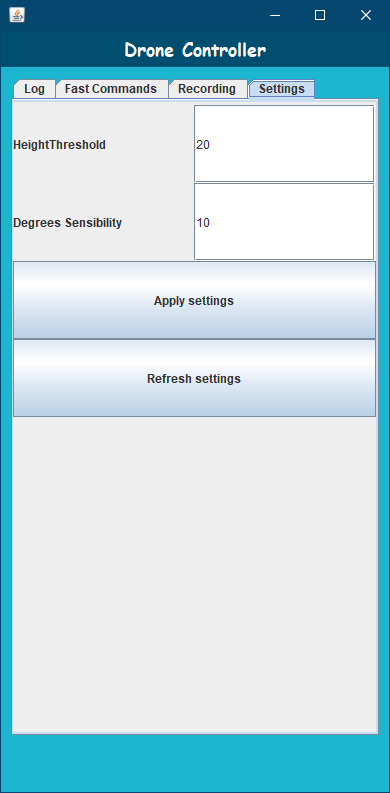 Drone Controller
Log Fast Commands Recording Settings
HeightThreshold 20
Degrees Sensibility 10
Apply settings
Refresh settings